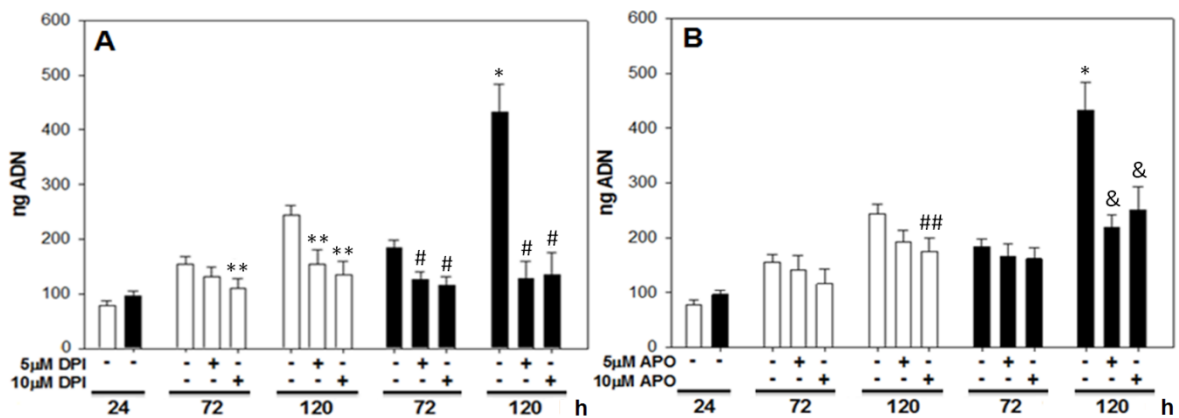 A
600
500
400
300
200
100
0
ng ADN
*
** ** **
# # # #
5µM DPI - - - + - - + - - + - - + -
10µM DPI - - + - - + - - + - - +
24 72 120 72 120 h
B
600
500
400
300
200
100
0
ng ADN
*
& &
##
5µM APO - - - + - - + - - + - - + -
10µM APO - - + - - + - - + - - +
24 72 120 72 120 h